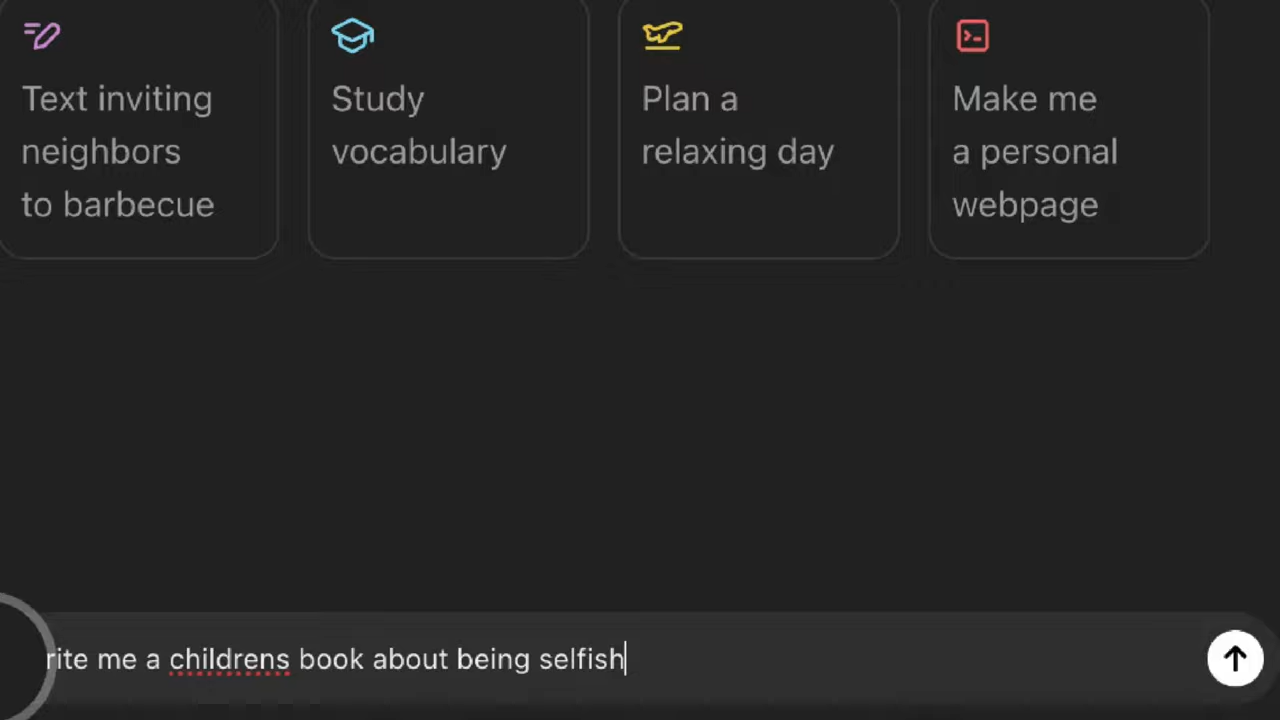 Text inviting
neighbors
to barbecue
Study
vocabulary
Plan a
relaxing day
Make me
a personal
webpage
rite me a childrens book about being selfish